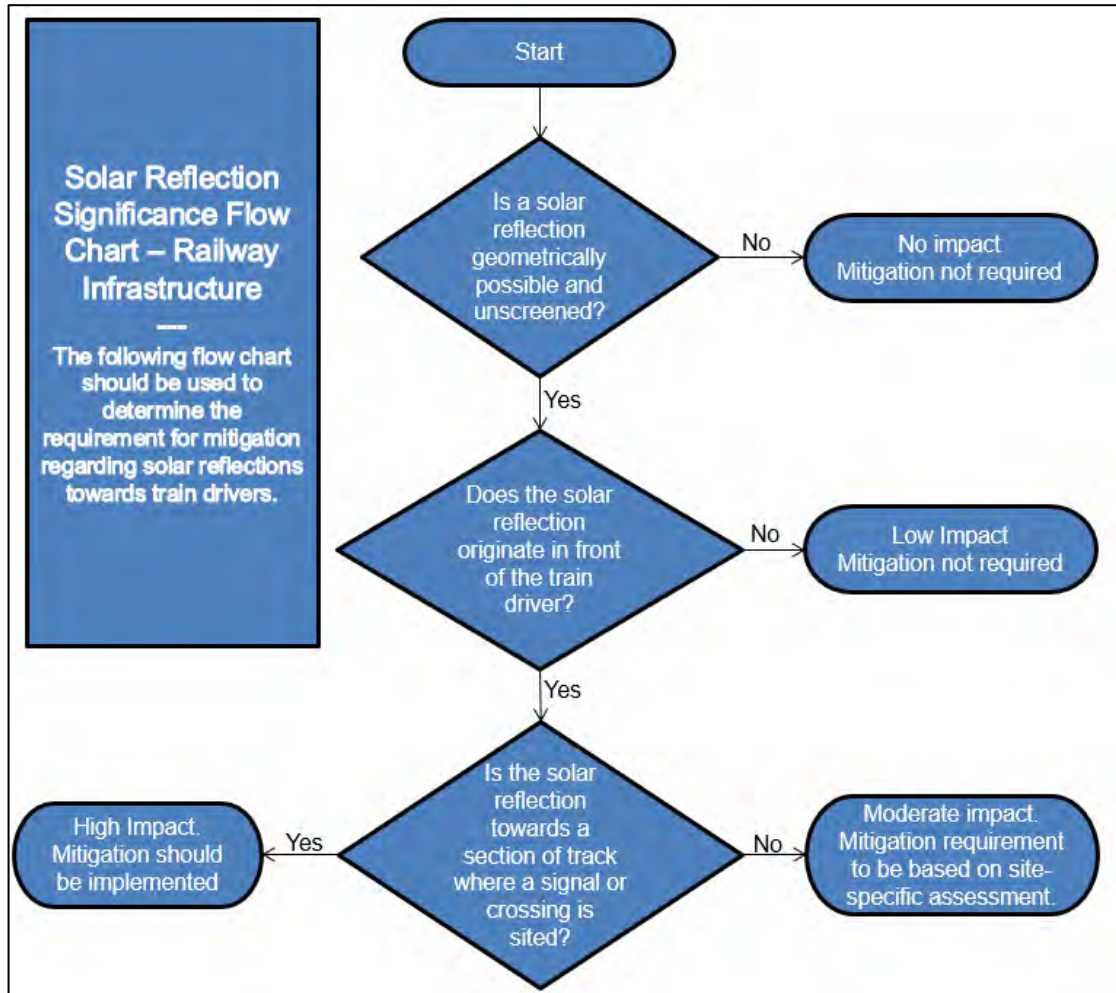 Solar Reflection
Significance Flow
Chart – Railway
Infrastructure
—
The following flow chart
should be used to
determine the
requirement for mitigation
regarding solar reflections
towards train drivers.
Start
Is a solar
reflection
geometrically
possible and
unscreened?
No
No impact
Mitigation not required
Yes
Does the solar
reflection
originate in front
of the train
driver?
No
Low Impact
Mitigation not required
Yes
Is the solar
reflection
towards a
section of track
where a signal or
crossing is
sited?
Yes
High Impact.
Mitigation should
be implemented
No
Moderate impact.
Mitigation requirement
to be based on site-
specific assessment.